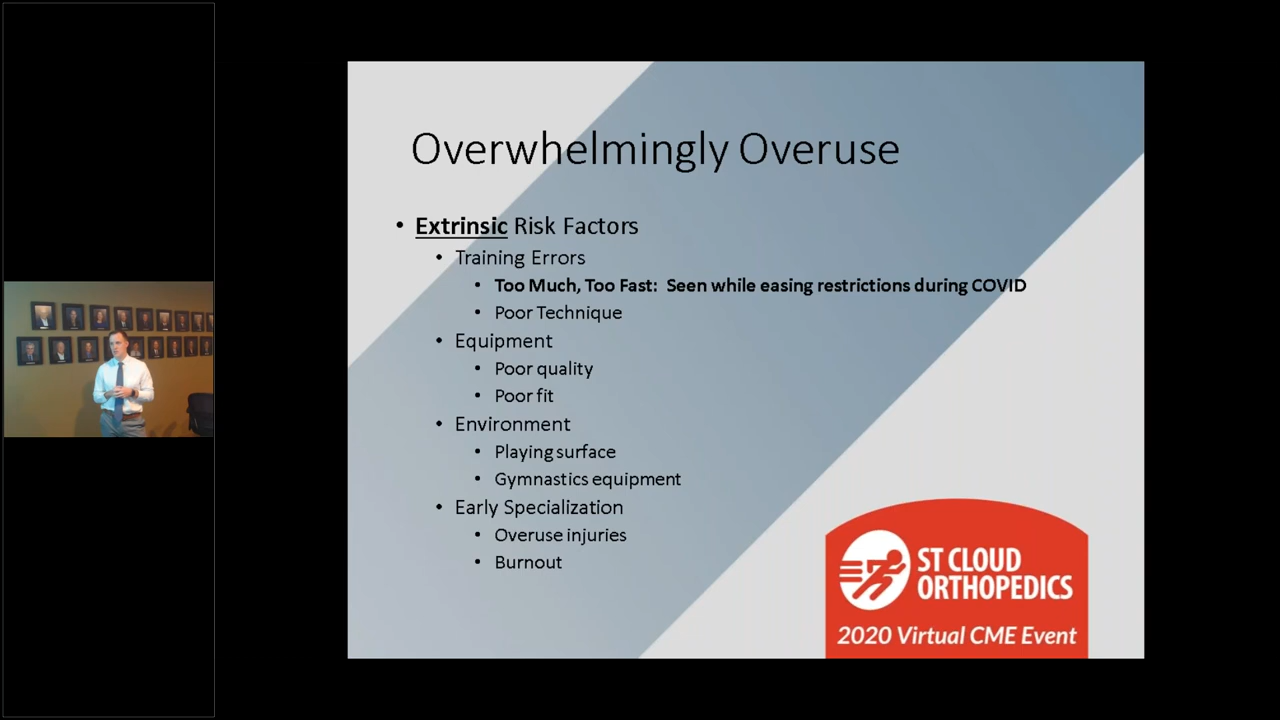 Overwhelmingly Overuse
• Extrinsic Risk Factors
• Training Errors
• Too Much, Too Fast: Seen while easing restrictions during COVID
• Poor Technique
• Equipment
• Poor quality
• Poor fit
• Environment
• Playing surface
• Gymnastics equipment
• Early Specialization
• Overuse injuries
• Burnout
ST CLOUD
ORTHOPEDICS
2020 Virtual CME Event